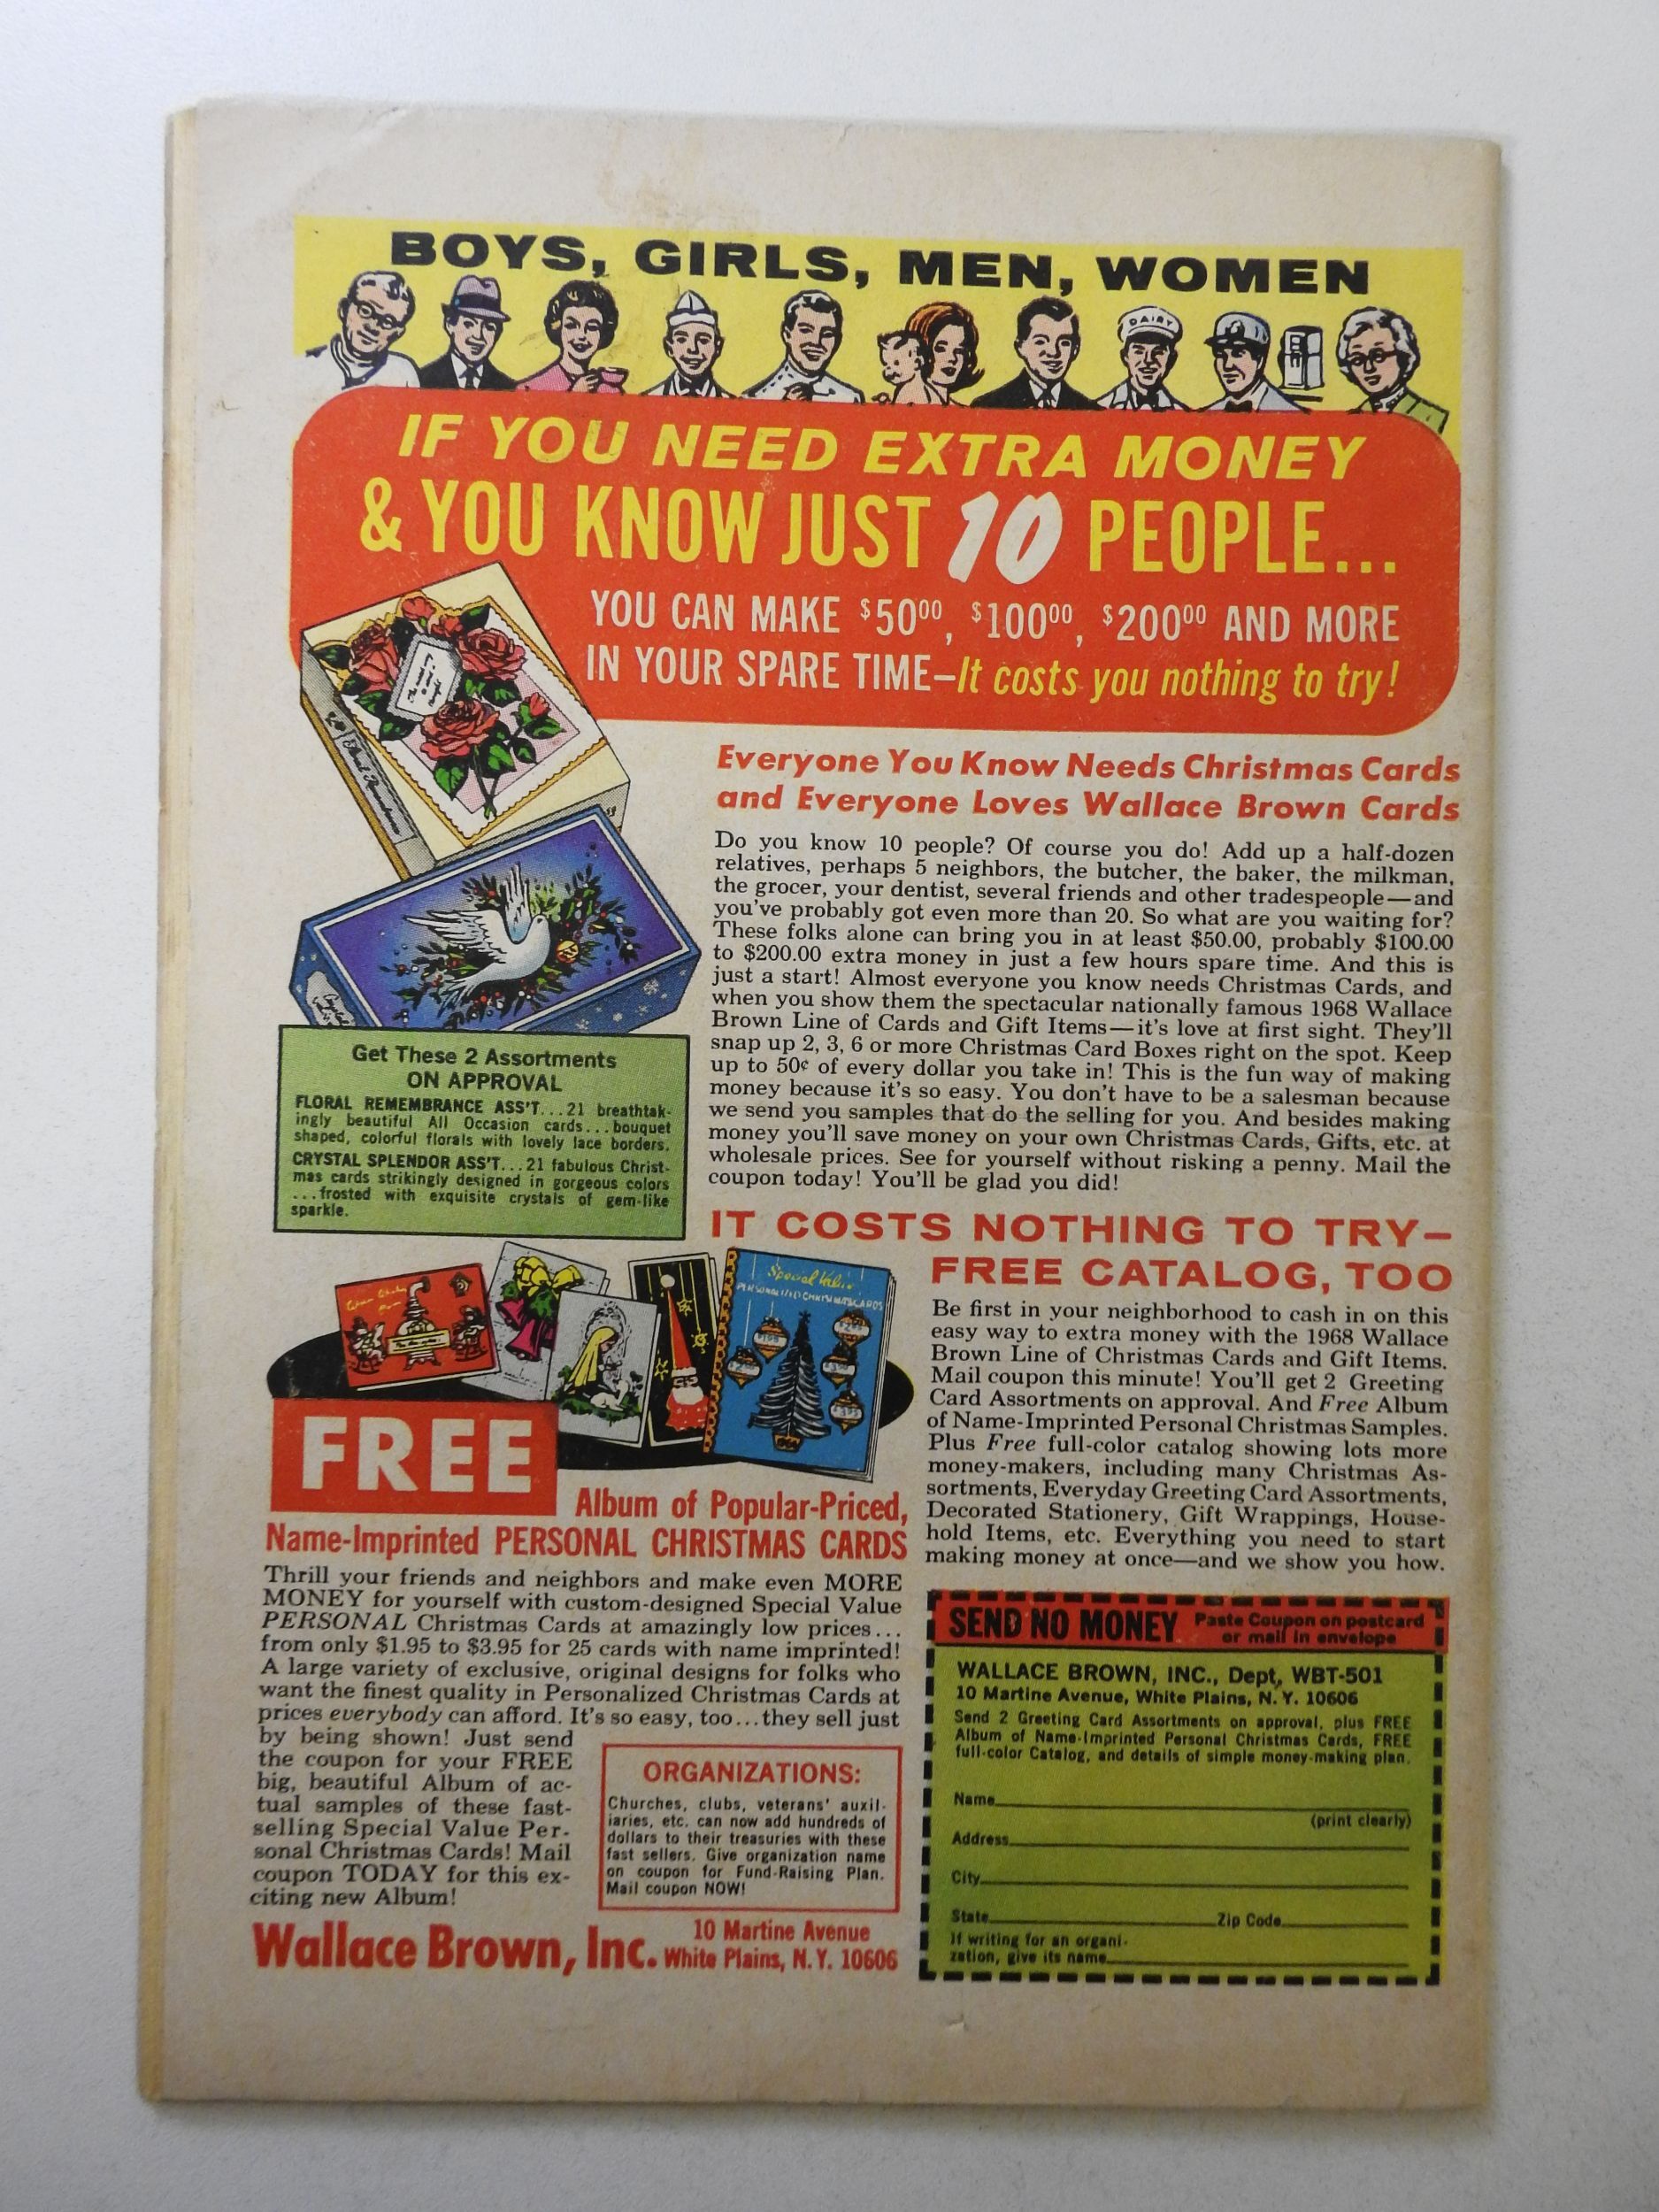 BOYS, GIRLS, MEN, WOMEN
DAIRY
IF YOU NEED EXTRA MONEY
& YOU KNOW JUST 10 PEOPLE...
YOU CAN MAKE $50⁰⁰, $100⁰⁰, $200⁰⁰ AND MORE
IN YOUR SPARE TIME—It costs you nothing to try!
Everyone You Know Needs Christmas Cards
and Everyone Loves Wallace Brown Cards
Do you know 10 people? Of course you do! Add up a half-dozen
relatives, perhaps 5 neighbors, the butcher, the baker, the milkman,
the grocer, your dentist, several friends and other tradespeople—and
you've probably got even more than 20. So what are you waiting for?
These folks alone can bring you in at least $50.00, probably $100.00
to $200.00 extra money in just a few hours spare time. And this is
just a start! Almost everyone you know needs Christmas Cards, and
when you show them the spectacular nationally famous 1968 Wallace
Brown Line of Cards and Gift Items—it's love at first sight. They'll
snap up 2, 3, 6 or more Christmas Card Boxes right on the spot. Keep
up to 50¢ of every dollar you take in! This is the fun way of making
money because it's so easy. You don't have to be a salesman because
we send you samples that do the selling for you. And besides making
money you'll save money on your own Christmas Cards, Gifts, etc. at
wholesale prices. See for yourself without risking a penny. Mail the
coupon today! You'll be glad you did!
Get These 2 Assortments
ON APPROVAL
FLORAL REMEMBRANCE ASS'T...21 breathtak-
ingly beautiful All Occasion cards...bouquet
shaped, colorful florals with lovely lace borders.
CRYSTAL SPLENDOR ASS'T...21 fabulous Christ-
mas cards strikingly designed in gorgeous colors
...frosted with exquisite crystals of gem-like
sparkle.
IT COSTS NOTHING TO TRY—
FREE CATALOG, TOO
Be first in your neighborhood to cash in on this
easy way to extra money with the 1968 Wallace
Brown Line of Christmas Cards and Gift Items.
Mail coupon this minute! You'll get 2 Greeting
Card Assortments on approval. And Free Album
of Name-Imprinted Personal Christmas Samples.
Plus Free full-color catalog showing lots more
money-makers, including many Christmas As-
sortments, Everyday Greeting Card Assortments,
Decorated Stationery, Gift Wrappings, House-
hold Items, etc. Everything you need to start
making money at once—and we show you how.
Special Value
PERSONALIZED CHRISTMAS CARDS
FREE
Album of Popular-Priced,
Name-Imprinted PERSONAL CHRISTMAS CARDS
Thrill your friends and neighbors and make even MORE
MONEY for yourself with custom-designed Special Value
PERSONAL Christmas Cards at amazingly low prices...
from only $1.95 to $3.95 for 25 cards with name imprinted!
A large variety of exclusive, original designs for folks who
want the finest quality in Personalized Christmas Cards at
prices everybody can afford. It's so easy, too...they sell just
by being shown! Just send
the coupon for your FREE
big, beautiful Album of ac-
tual samples of these fast-
selling Special Value Per-
sonal Christmas Cards! Mail
coupon TODAY for this ex-
citing new Album!
ORGANIZATIONS:
Churches, clubs, veterans' auxil-
iaries, etc. can now add hundreds of
dollars to their treasuries with these
fast sellers. Give organization name
on coupon for Fund-Raising Plan.
Mail coupon NOW!
Wallace Brown, Inc.
10 Martine Avenue
White Plains, N.Y. 10606
SEND NO MONEY
Paste Coupon on postcard
or mail in envelope
WALLACE BROWN, INC., Dept, WBT-501
10 Martine Avenue, White Plains, N.Y. 10606
Send 2 Greeting Card Assortments on approval, plus FREE
Album of Name-Imprinted Personal Christmas Cards, FREE
full-color Catalog, and details of simple money-making plan.
Name
(print clearly)
Address
City
State Zip Code
If writing for an organi-
zation, give its name